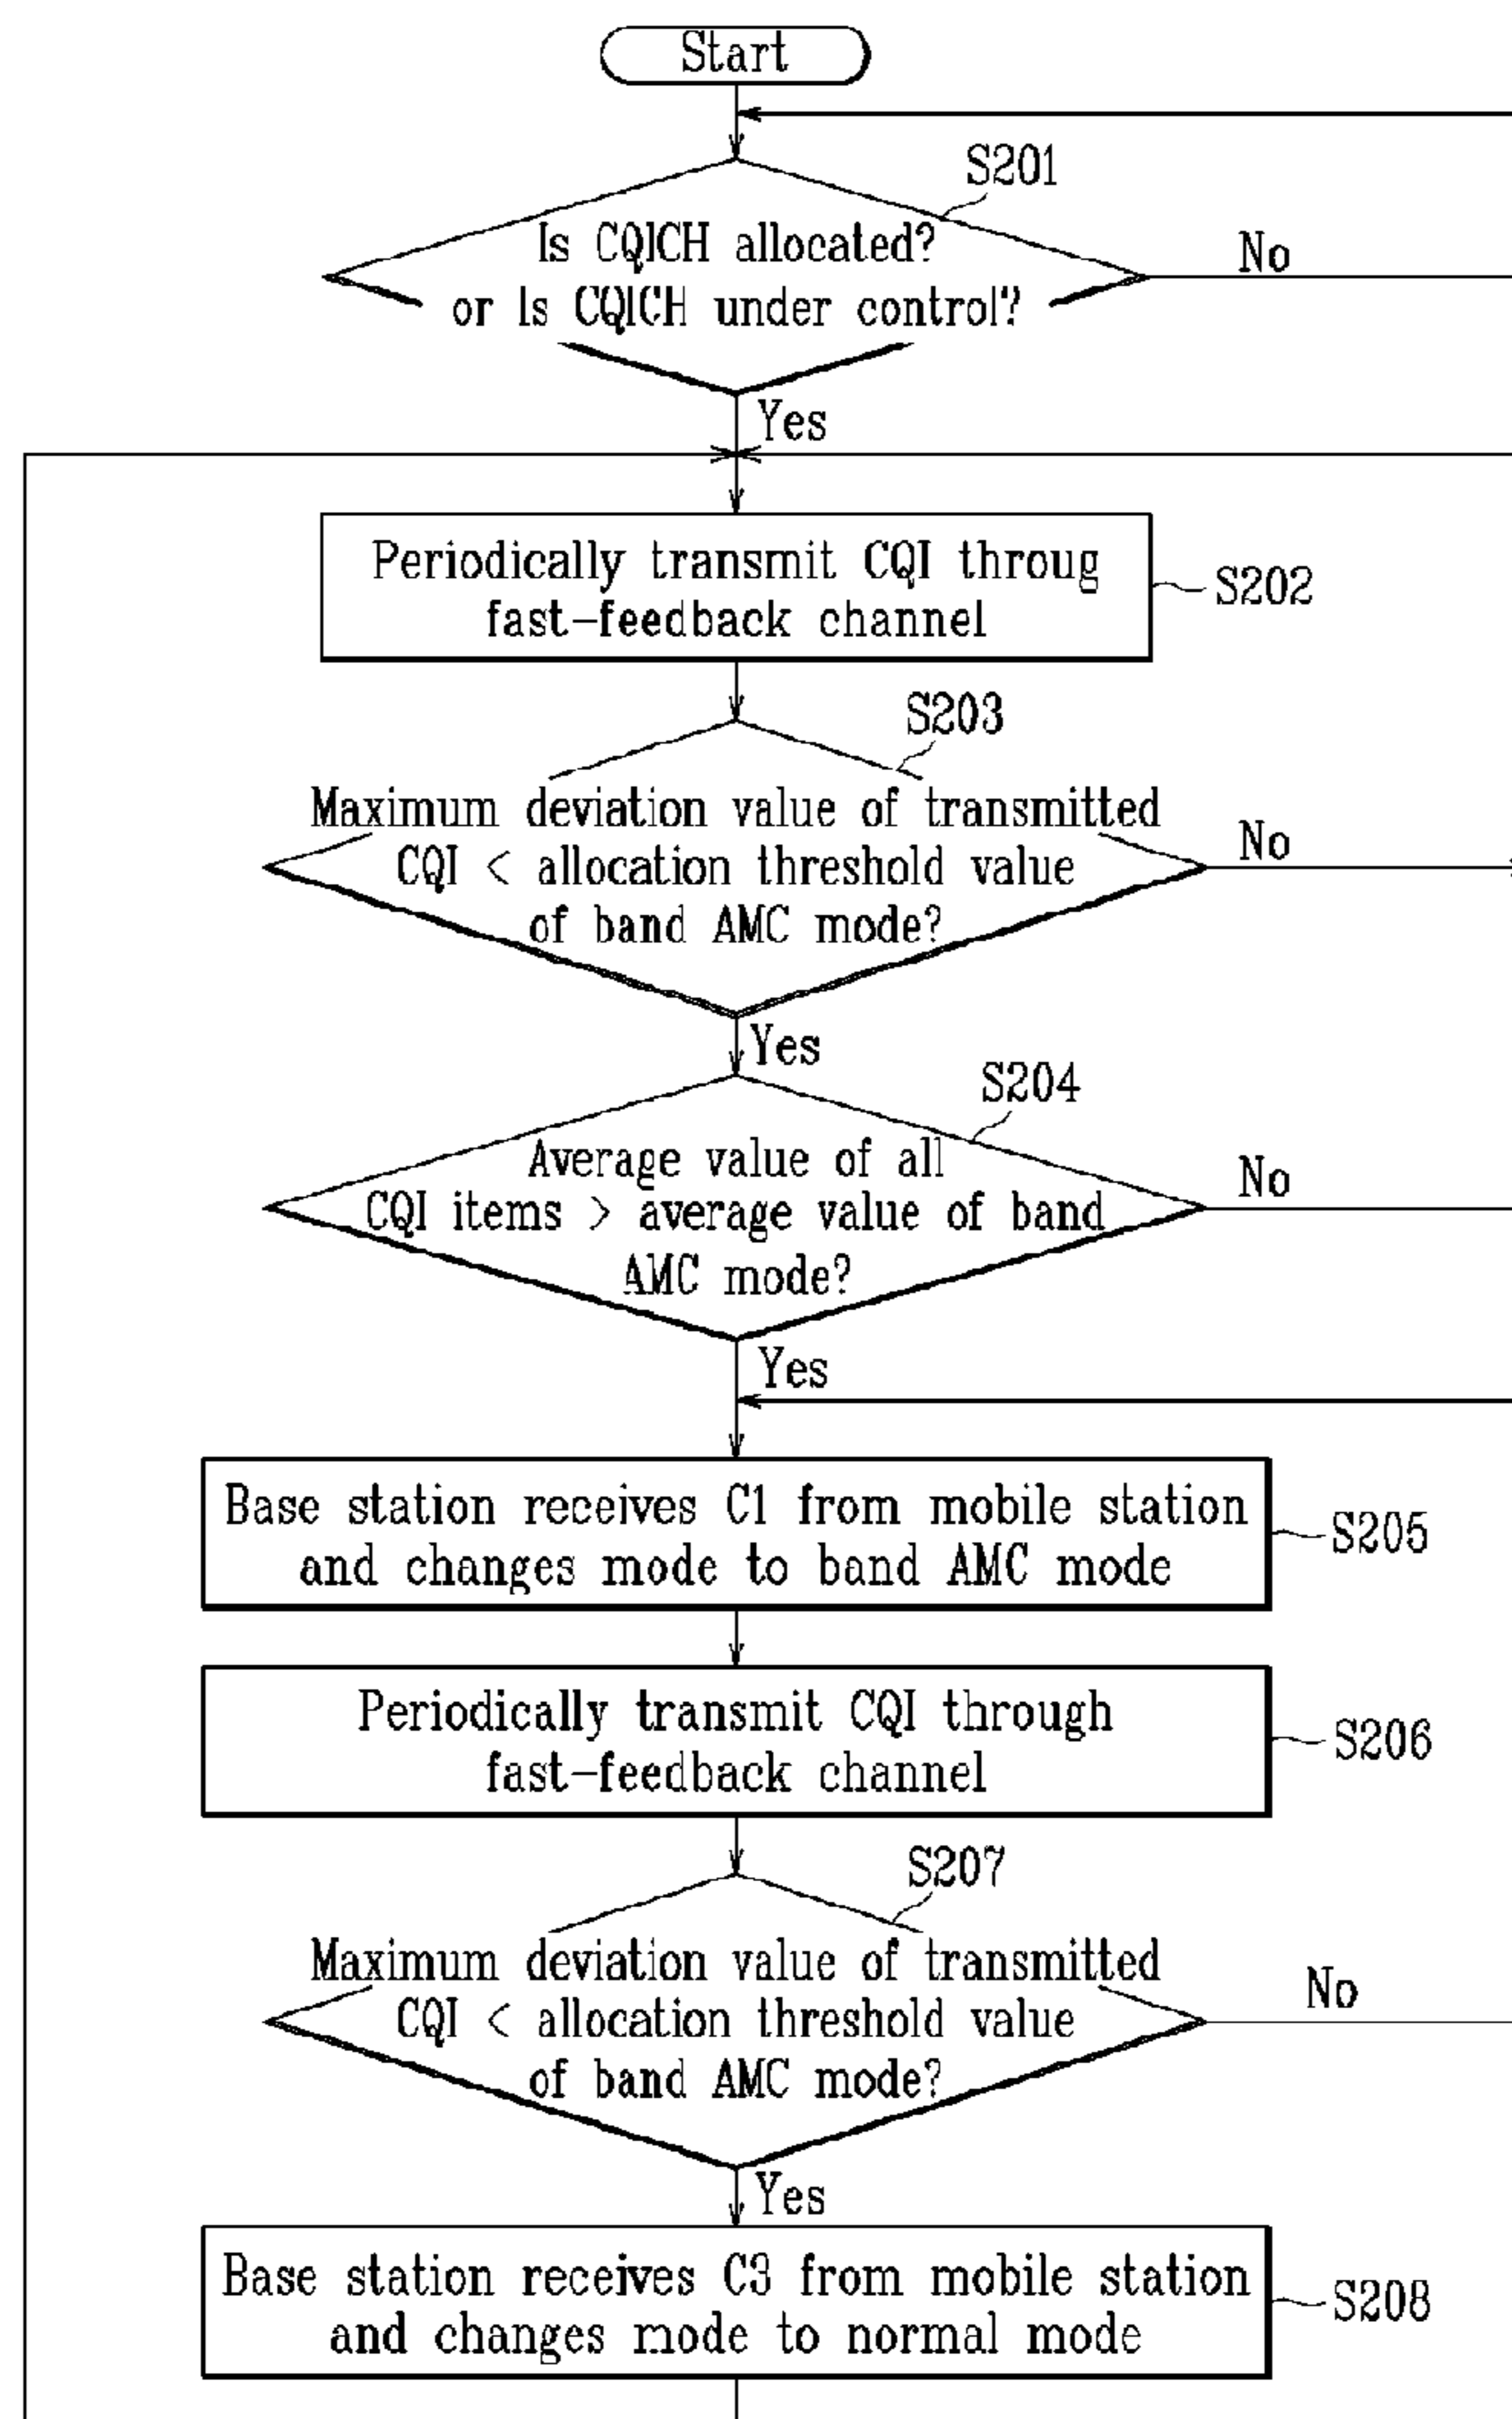 Start
S201
Is CQICH allocated?
or Is CQICH under control?
No
Yes
Periodically transmit CQI throug
fast-feedback channel
S202
S203
Maximum deviation value of transmitted
CQI < allocation threshold value
of band AMC mode?
No
Yes
S204
Average value of all
CQI items > average value of band
AMC mode?
No
Yes
Base station receives C1 from mobile station
and changes mode to band AMC mode
S205
Periodically transmit CQI through
fast-feedback channel
S206
S207
Maximum deviation value of transmitted
CQI < allocation threshold value
of band AMC mode?
No
Yes
Base station receives C3 from mobile station
and changes mode to normal mode
S208